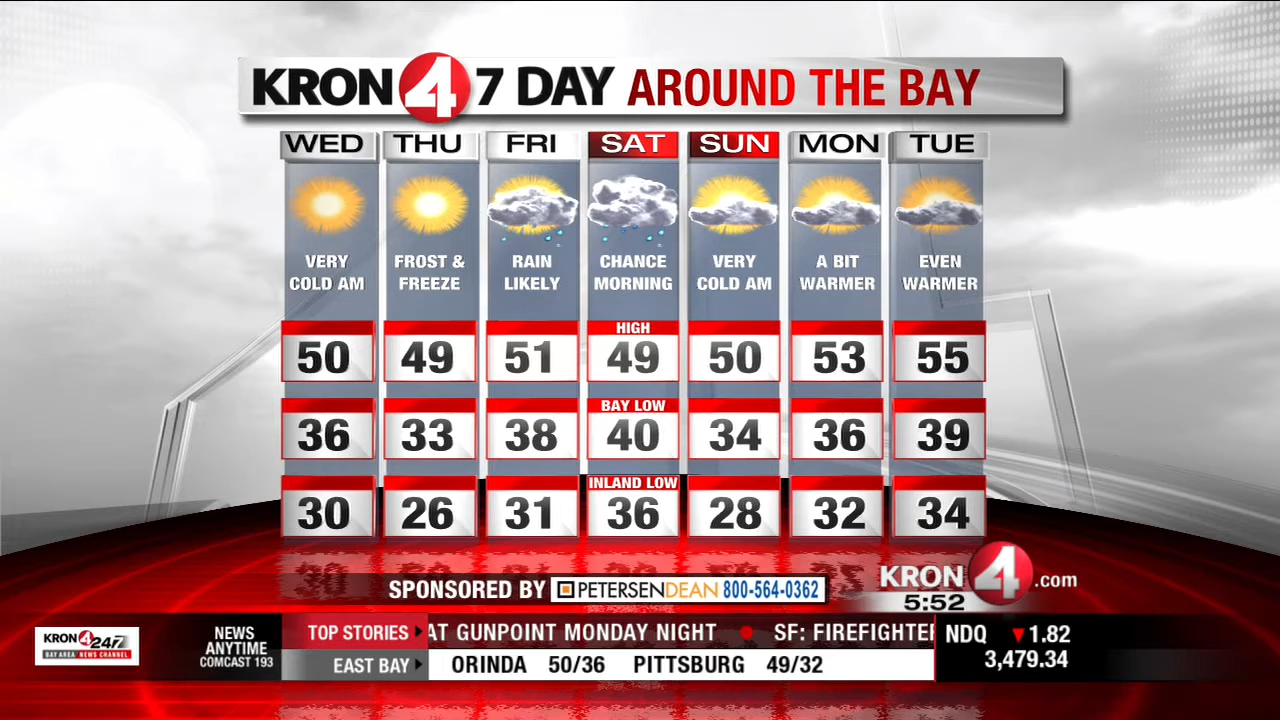 KRON 4 7 DAY AROUND THE BAY
WED THU FRI SAT SUN MON TUE
VERY COLD AM
FROST & FREEZE
RAIN LIKELY
CHANCE MORNING
VERY COLD AM
A BIT WARMER
EVEN WARMER
HIGH
50 49 51 49 50 53 55
BAY LOW
36 33 38 40 34 36 39
INLAND LOW
30 26 31 36 28 32 34
SPONSORED BY PETERSENDEAN 800-564-0362
KRON 4 .com
5:52
KRON 4 24/7
BAY AREA NEWS CHANNEL
NEWS
ANYTIME
COMCAST 193
TOP STORIES AT GUNPOINT MONDAY NIGHT • SF: FIREFIGHTE
EAST BAY ORINDA 50/36 PITTSBURG 49/32
NDQ ▼1.82
3,479.34